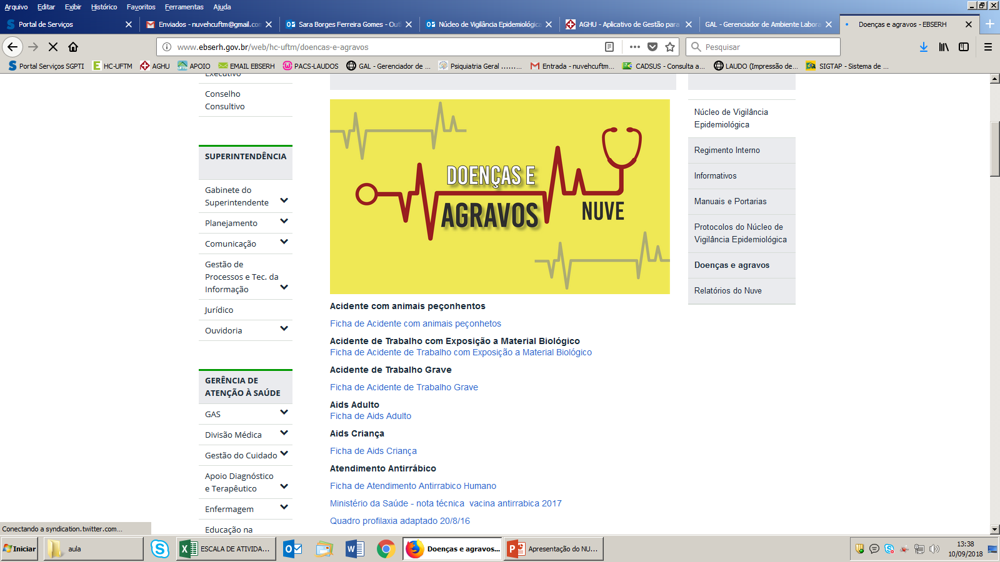 Arquivo Editar Exibir Histórico Favoritos Ferramentas Ajuda
Portal de Serviços
Enviados - nuvehcuftm@gmail.co
Sara Borges Ferreira Gomes - Out
Núcleo de Vigilância Epidemiológica
AGHU - Aplicativo de Gestão para
GAL - Gerenciador de Ambiente Labora
Doenças e agravos - EBSERH
www.ebserh.gov.br/web/hc-uftm/doencas-e-agravos
Pesquisar
Portal Serviços SGPTI
HC-UFTM
AGHU
APOIO
EMAIL EBSERH
PACS-LAUDOS
GAL - Gerenciador de ...
Psiquiatria Geral .........
Entrada - nuvehcuftm...
CADSUS - Consulta a...
LAUDO (Impressão de...
SIGTAP - Sistema de ...
Executivo
Conselho
Consultivo
SUPERINTENDÊNCIA
Gabinete do
Superintendente
Planejamento
Comunicação
Gestão de
Processos e Tec. da
Informação
Jurídico
Ouvidoria
GERÊNCIA DE
ATENÇÃO À SAÚDE
GAS
Divisão Médica
Gestão do Cuidado
Apoio Diagnóstico
e Terapêutico
Enfermagem
Educação na
DOENÇAS E
AGRAVOS
NUVE
Acidente com animais peçonhentos
Ficha de Acidente com animais peçonhetos
Acidente de Trabalho com Exposição a Material Biológico
Ficha de Acidente de Trabalho com Exposição a Material Biológico
Acidente de Trabalho Grave
Ficha de Acidente de Trabalho Grave
Aids Adulto
Ficha de Aids Adulto
Aids Criança
Ficha de Aids Criança
Atendimento Antirrábico
Ficha de Atendimento Antirrabico Humano
Ministério da Saúde - nota técnica  vacina antirrabica 2017
Quadro profilaxia adaptado 20/8/16
Núcleo de Vigilância
Epidemiológica
Regimento Interno
Informativos
Manuais e Portarias
Protocolos do Núcleo de
Vigilância Epidemiológica
Doenças e agravos
Relatórios do Nuve
Conectando a syndication.twitter.com...
Iniciar
aula
ESCALA DE ATIVIDA...
Doenças e agravos...
Apresentação do NU...
13:38
10/09/2018